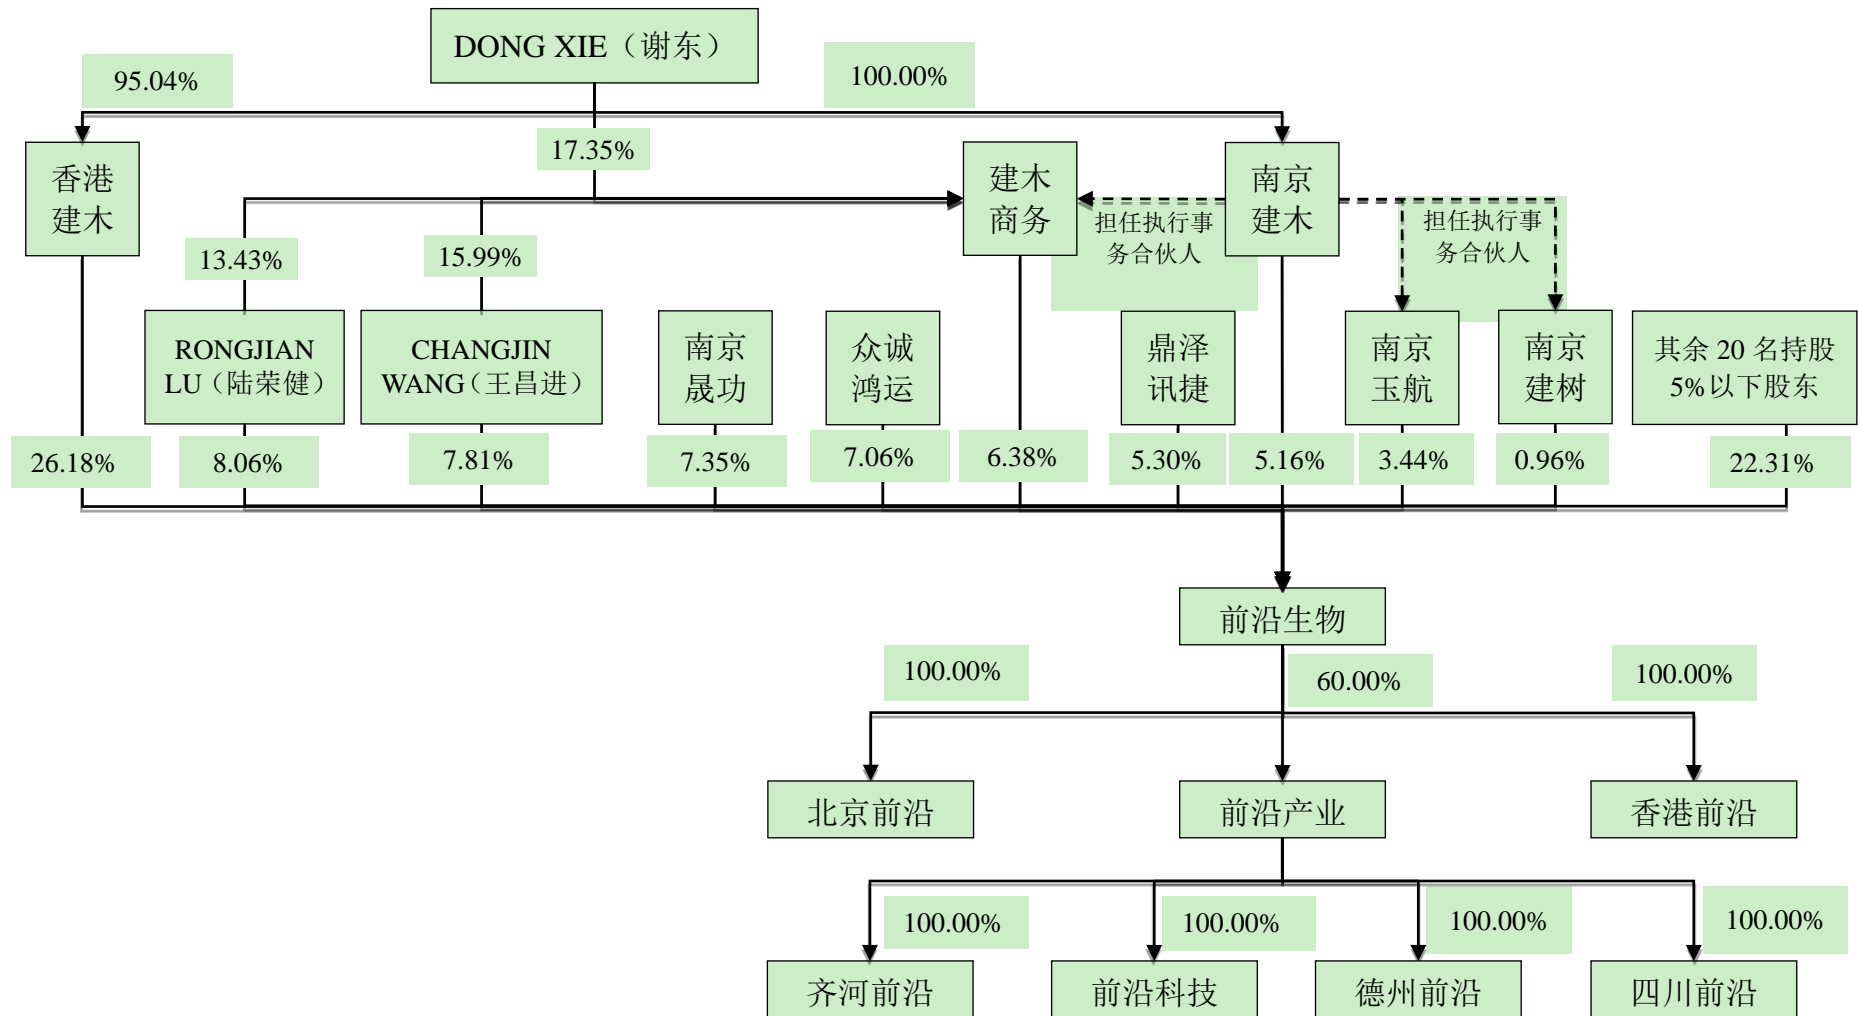 DONG XIE（谢东）
95.04%
100.00%
17.35%
香港
建木
建木
商务
南京
建木
担任执行事
务合伙人
担任执行事
务合伙人
13.43%
15.99%
RONGJIAN
LU（陆荣健）
CHANGJIN
WANG（王昌进）
南京
晟功
众诚
鸿运
鼎泽
讯捷
南京
玉航
南京
建树
其余 20 名持股
5%以下股东
26.18%
8.06%
7.81%
7.35%
7.06%
6.38%
5.30%
5.16%
3.44%
0.96%
22.31%
前沿生物
100.00%
60.00%
100.00%
北京前沿
前沿产业
香港前沿
100.00%
100.00%
100.00%
100.00%
齐河前沿
前沿科技
德州前沿
四川前沿